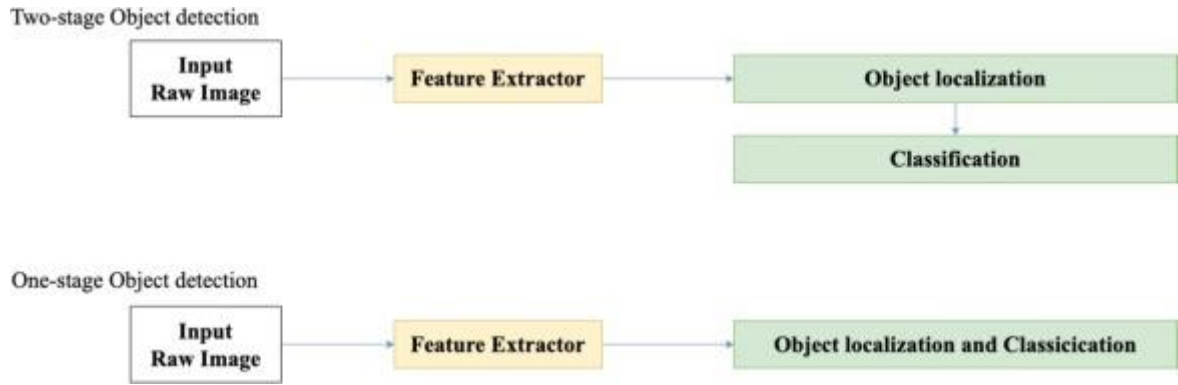 Two-stage Object detection
Input
Raw Image
Feature Extractor
Object localization
Classification
One-stage Object detection
Input
Raw Image
Feature Extractor
Object localization and Classicication